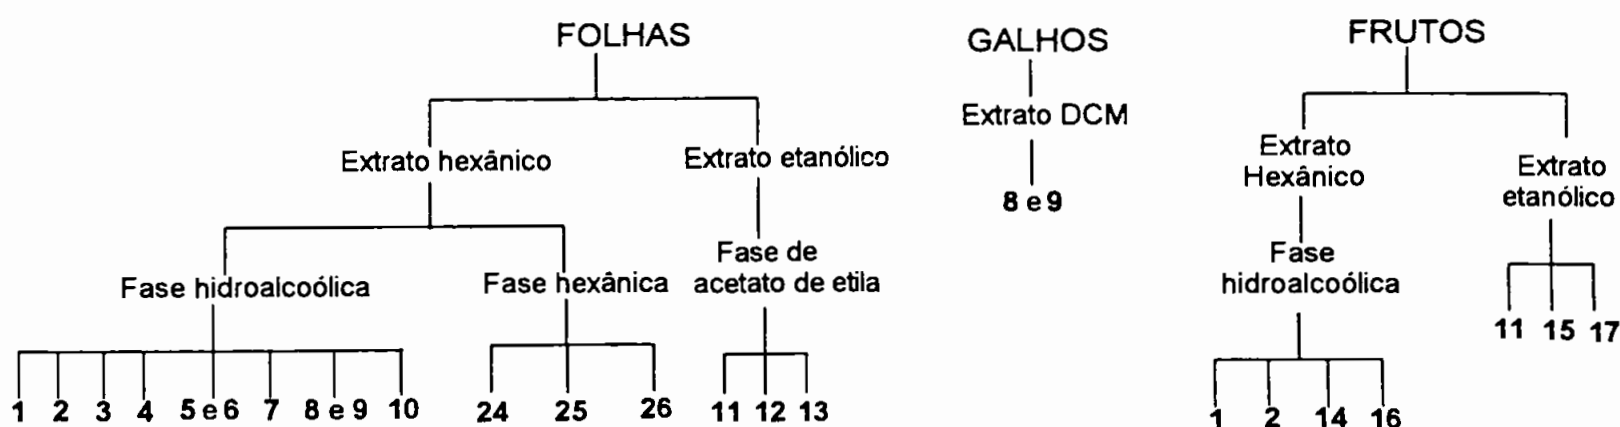 FOLHAS
Extrato hexânico
Extrato etanólico
Fase hidroalcoólica
Fase hexânica
Fase de
acetato de etila
1 2 3 4 5 e 6 7 8 e 9 10
24 25 26
11 12 13
GALHOS
Extrato DCM
8 e 9
FRUTOS
Extrato
Hexânico
Extrato
etanólico
Fase
hidroalcoólica
11 15 17
1 2 14 16